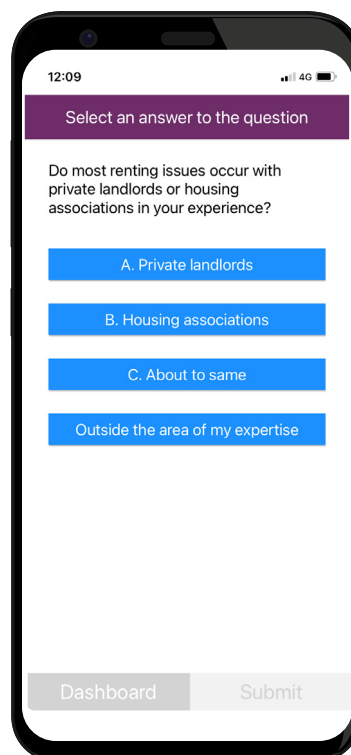 12:09
4G
Select an answer to the question
Do most renting issues occur with
private landlords or housing
associations in your experience?
A. Private landlords
B. Housing associations
C. About to same
Outside the area of my expertise
Dashboard
Submit